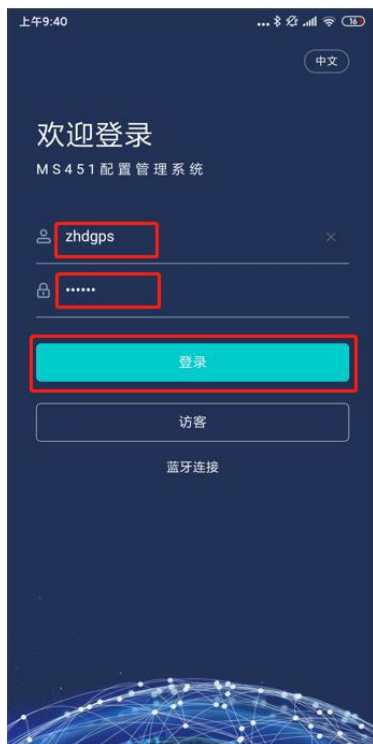 上午9:40
16
中文
欢迎登录
MS451配置管理系统
zhdgps
••••••
登录
访客
蓝牙连接